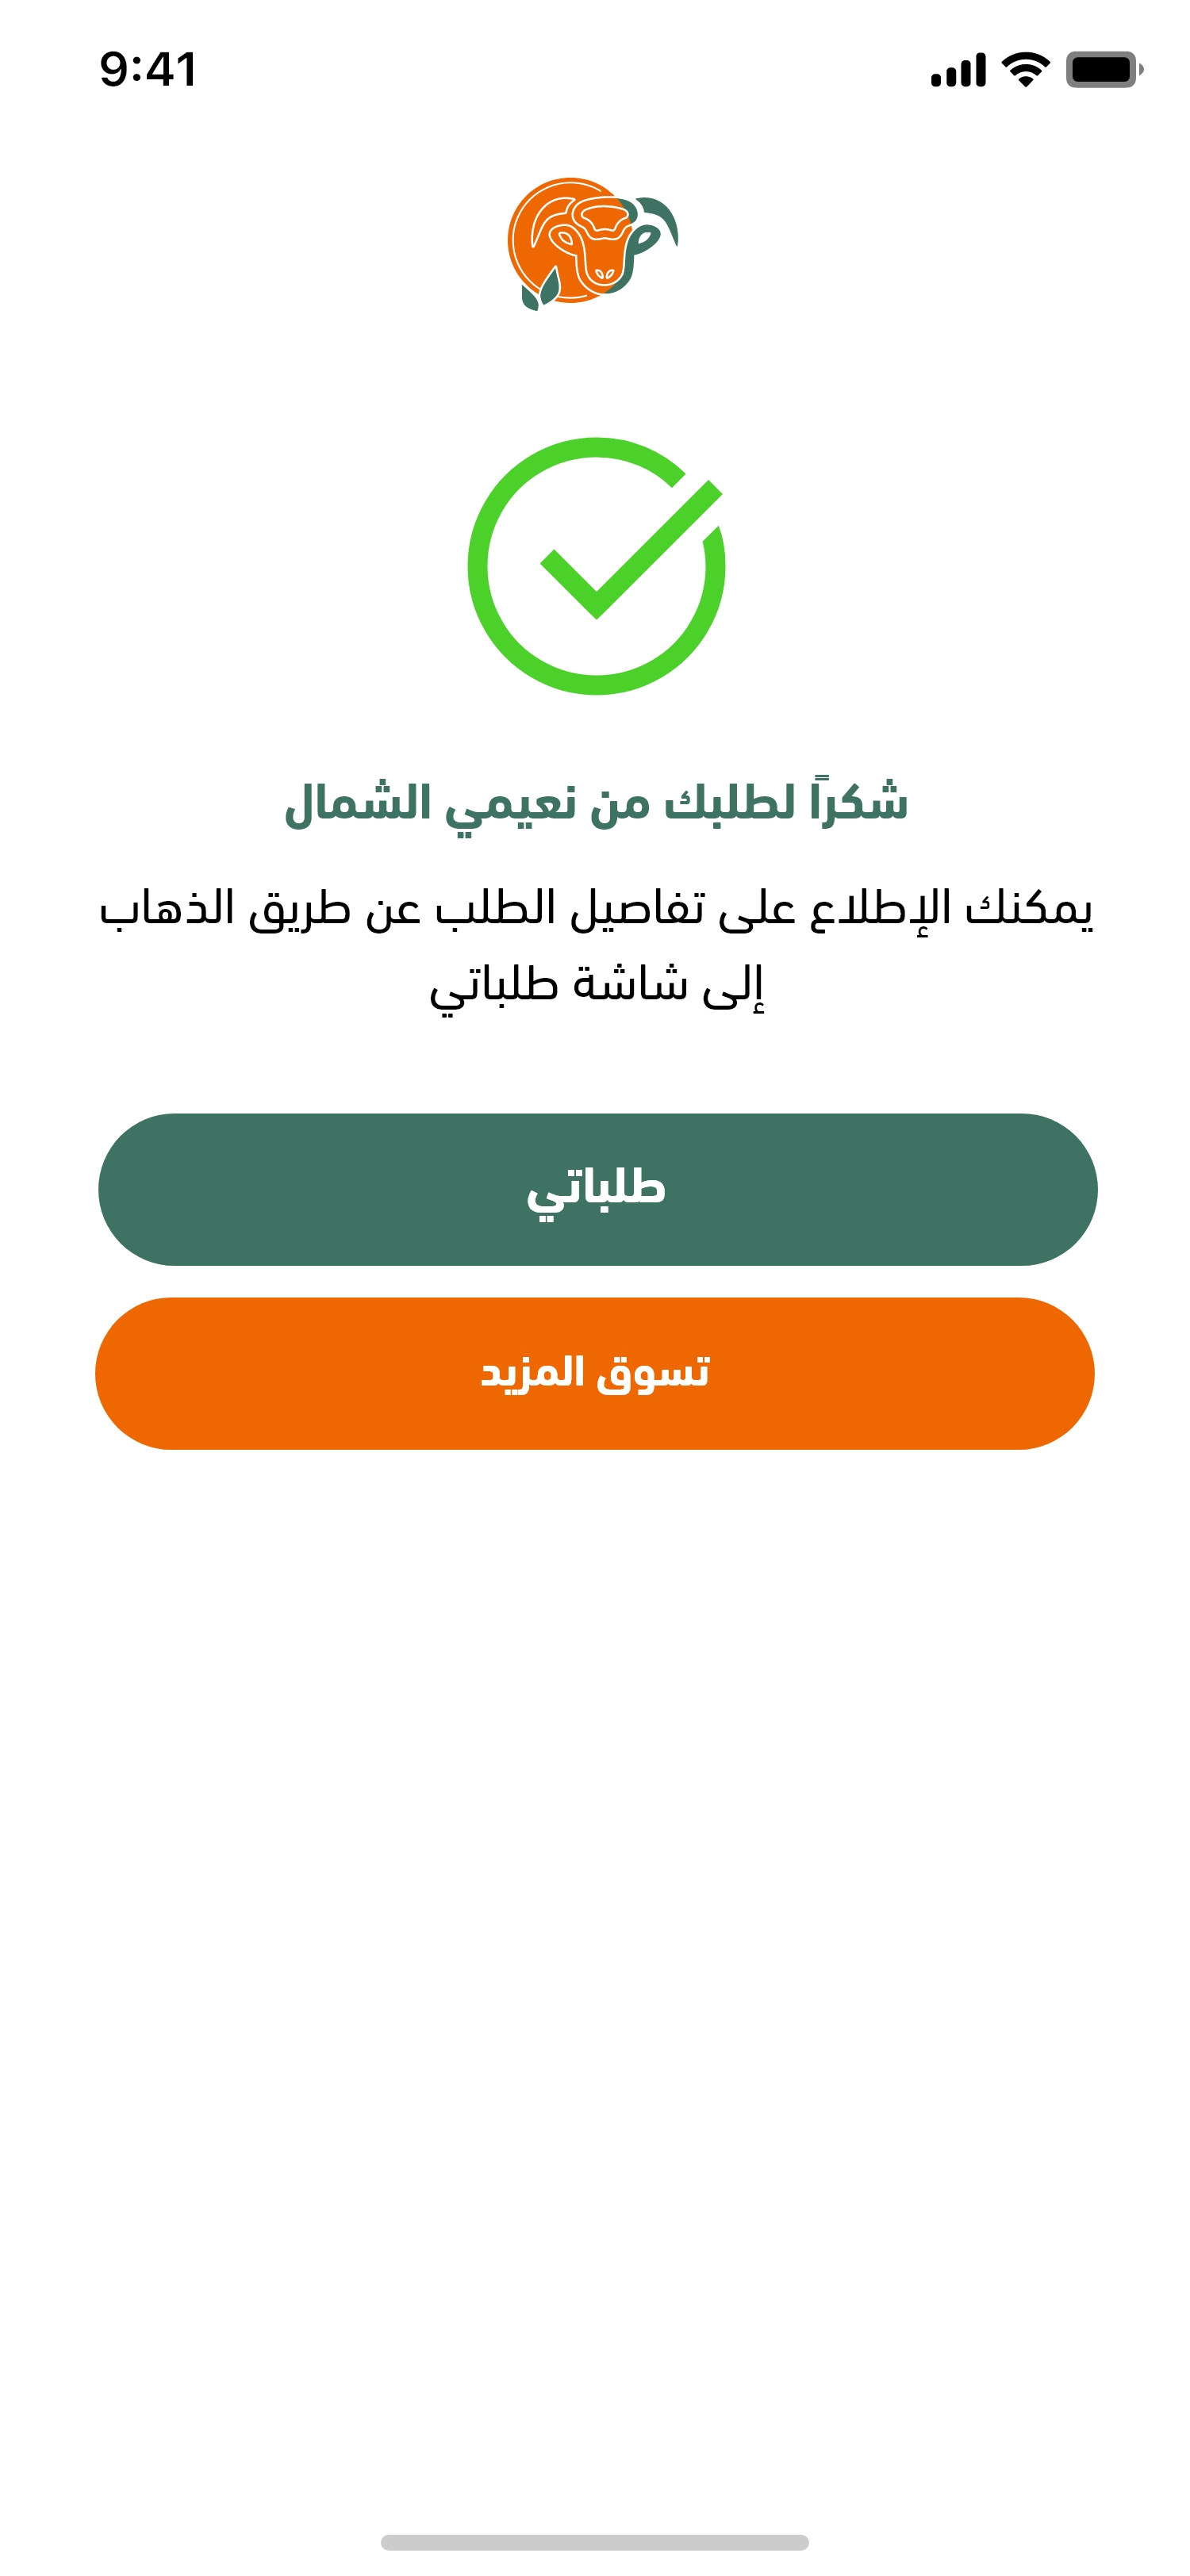 9:41
شكراً لطلبك من نعيمي الشمال
يمكنك الإطلاع على تفاصيل الطلب عن طريق الذهاب
إلى شاشة طلباتي
طلباتي
تسوق المزيد